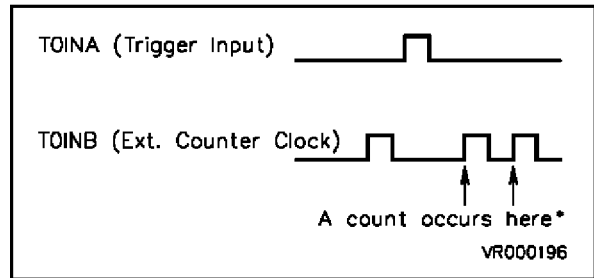 TOINA (Trigger Input)
TOINB (Ext. Counter Clock)
A count occurs here*
VR000196